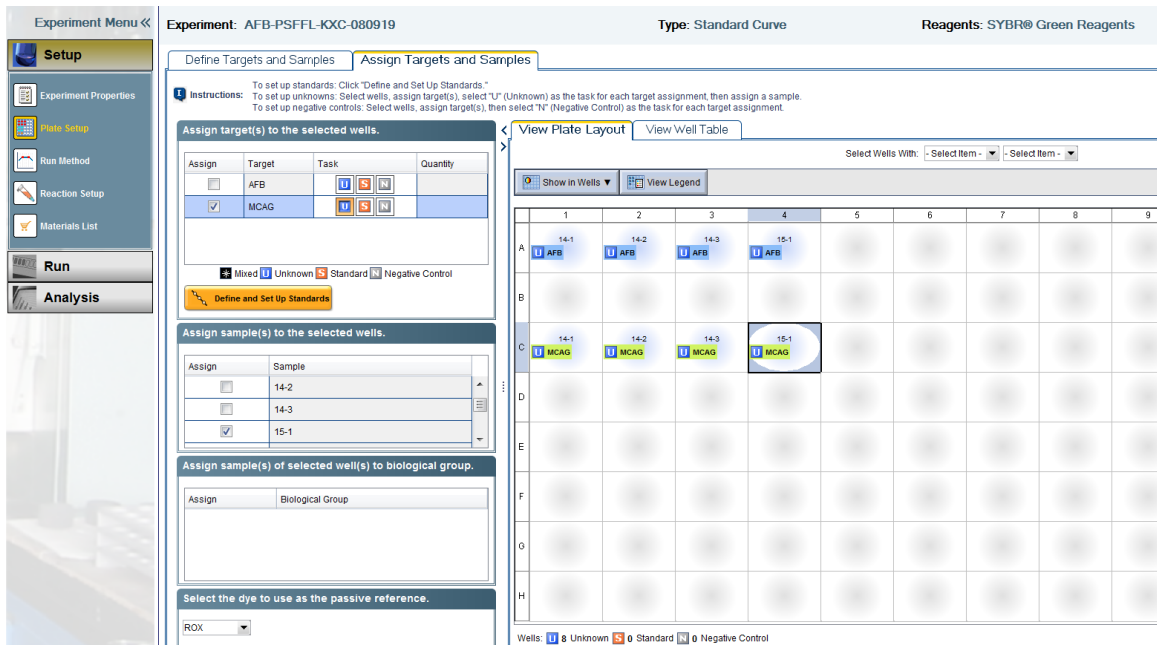 Experiment Menu «
Experiment: AFB-PSFFL-KXC-080919 Type: Standard Curve Reagents: SYBR® Green Reagents
Setup
Experiment Properties
Plate Setup
Run Method
Reaction Setup
Materials List
Run
Analysis
Define Targets and Samples Assign Targets and Samples
Instructions:
To set up standards: Click "Define and Set Up Standards."
To set up unknowns: Select wells, assign target(s), select "U" (Unknown) as the task for each target assignment, then assign a sample.
To set up negative controls: Select wells, assign target(s), then select "N" (Negative Control) as the task for each target assignment.
Assign target(s) to the selected wells.
Assign Target Task Quantity
AFB U S N
MCAG U S N
Mixed U Unknown S Standard N Negative Control
Define and Set Up Standards
Assign sample(s) to the selected wells.
Assign Sample
14-2
14-3
15-1
Assign sample(s) of selected well(s) to biological group.
Assign Biological Group
Select the dye to use as the passive reference.
ROX
View Plate Layout View Well Table
Select Wells With: - Select Item - - Select Item -
Show in Wells ▼ View Legend
1 2 3 4 5 6 7 8 9
A
14-1 14-2 14-3 15-1
U AFB U AFB U AFB U AFB
B
C
14-1 14-2 14-3 15-1
U MCAG U MCAG U MCAG U MCAG
D
E
F
G
H
Wells: U 8 Unknown S 0 Standard N 0 Negative Control